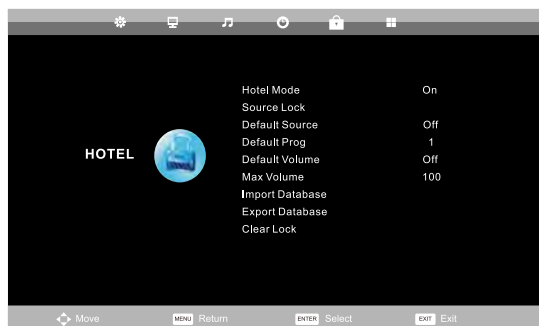 HOTEL
Hotel Mode On
Source Lock
Default Source Off
Default Prog 1
Default Volume Off
Max Volume 100
Import Database
Export Database
Clear Lock
Move MENU Return ENTER Select EXIT Exit